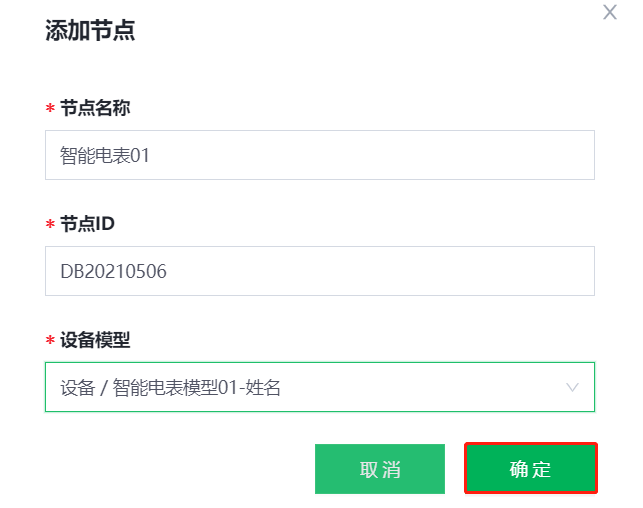 添加节点
* 节点名称
智能电表01
* 节点ID
DB20210506
* 设备模型
设备 / 智能电表模型01-姓名
取消 确定